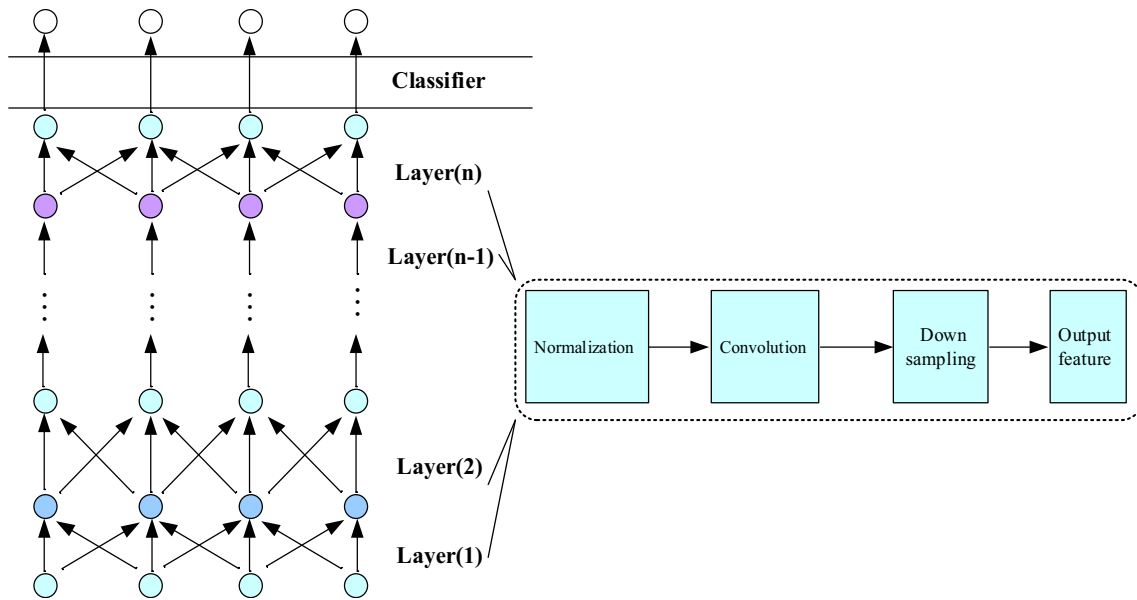 Classifier
Layer(n)
Layer(n-1)
Normalization
Convolution
Down
sampling
Output
feature
Layer(2)
Layer(1)